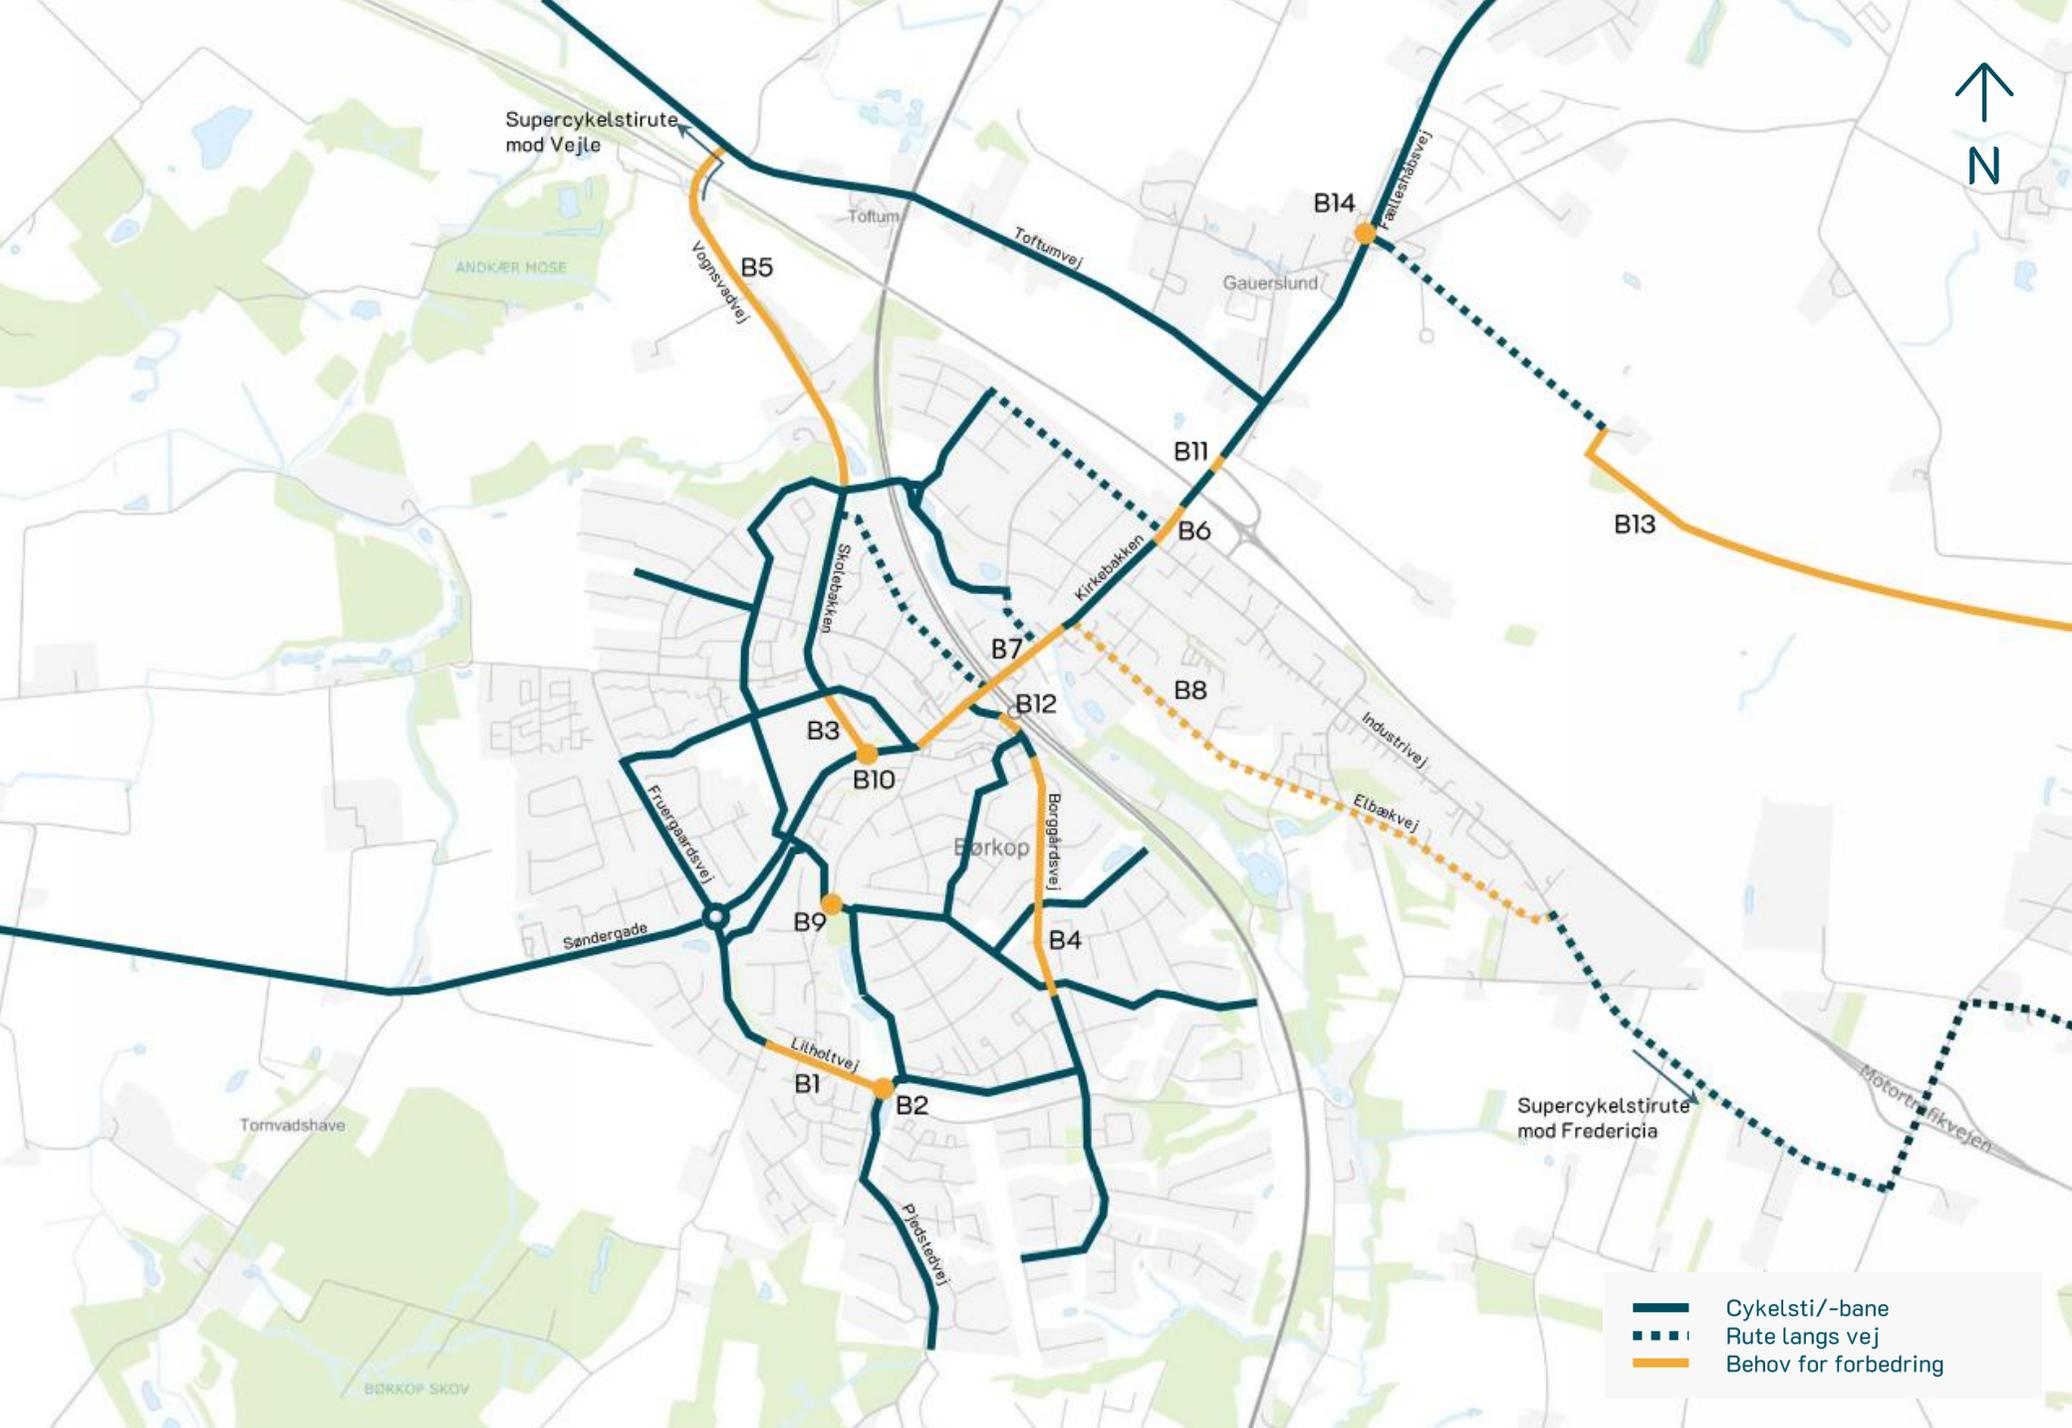 Supercykelstirute
mod Vejle
N
Fælleshåbsvej
B14
Toftum
Toftumvej
ANDKÆR MOSE
B5
Vognsvadvej
Gauerslund
B11
B6
B13
Skolebakken
Kirkebakken
B7
B8
B12
B3
Industrivej
B10
Fruergaardsvej
Elbækvej
Børkop
Borggårdsvej
B9
Søndergade
B4
Lilholtvej
B1
B2
Motortrafikvejen
Supercykelstirute
mod Fredericia
Tornvadshave
Pjedstedvej
Cykelsti/-bane
Rute langs vej
Behov for forbedring
BØRKOP SKOV